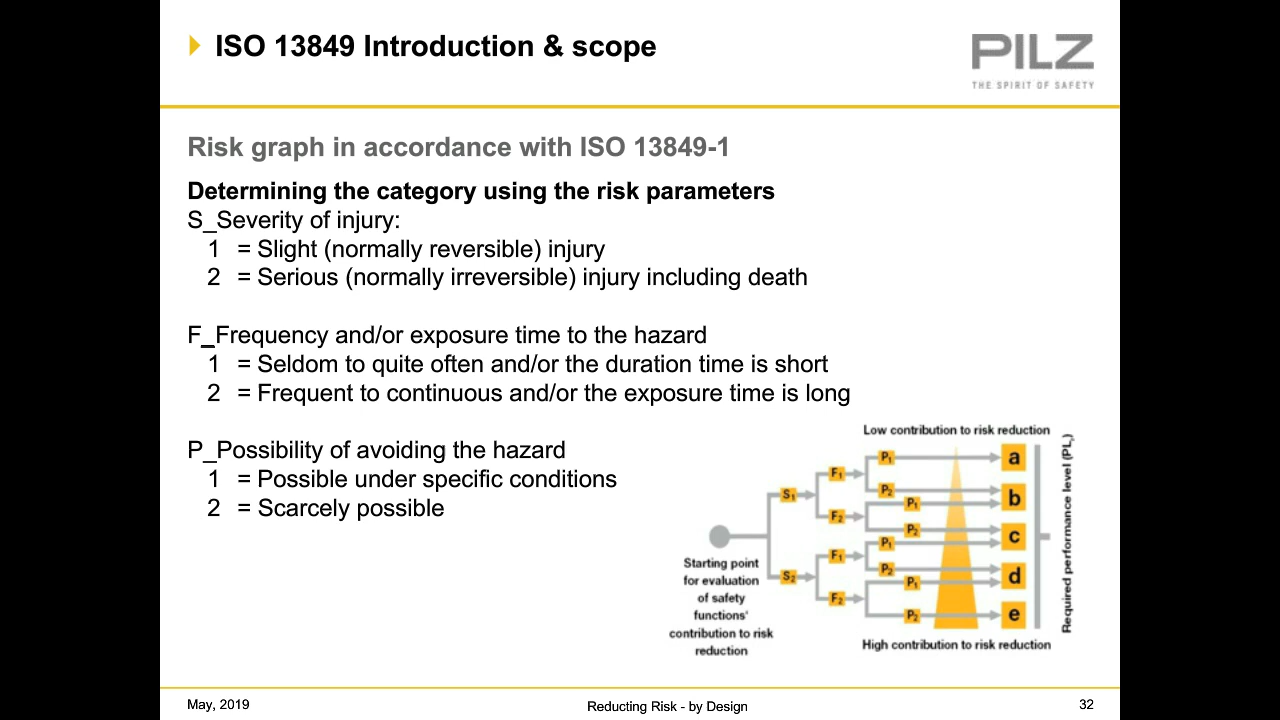 ISO 13849 Introduction & scope
PILZ
THE SPIRIT OF SAFETY
Risk graph in accordance with ISO 13849-1
Determining the category using the risk parameters
S_Severity of injury:
1 = Slight (normally reversible) injury
2 = Serious (normally irreversible) injury including death
F_Frequency and/or exposure time to the hazard
1 = Seldom to quite often and/or the duration time is short
2 = Frequent to continuous and/or the exposure time is long
P_Possibility of avoiding the hazard
1 = Possible under specific conditions
2 = Scarcely possible
Low contribution to risk reduction
P₁ a
F₁
P₂ b
S₁
P₁
F₂
P₂ c
P₁
F₁
P₂ d
S₂
P₁
F₂
P₂ e
Starting point
for evaluation
of safety
functions'
contribution to risk
reduction
High contribution to risk reduction
Required performance level (PLᵣ)
May, 2019
Reducting Risk - by Design
32